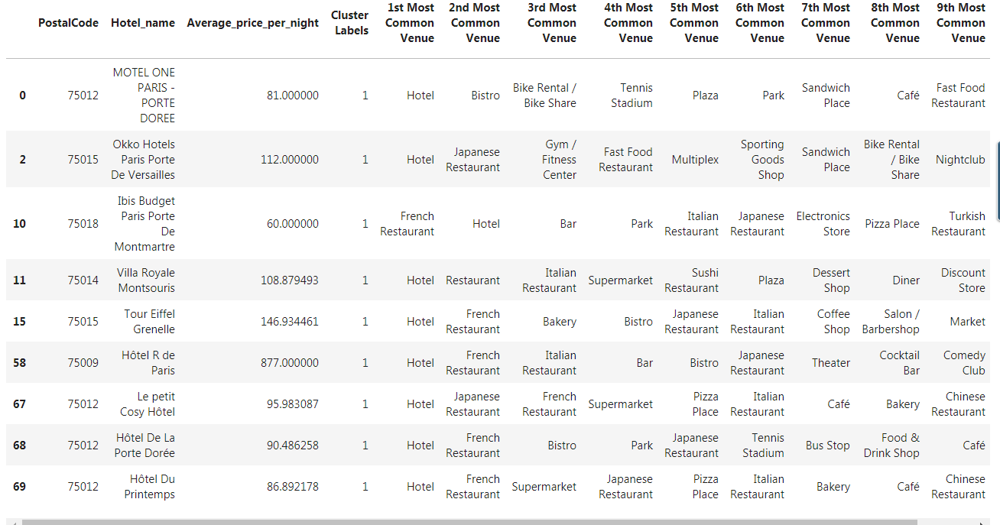 PostalCode Hotel_name Average_price_per_night Cluster Labels 1st Most Common Venue 2nd Most Common Venue 3rd Most Common Venue 4th Most Common Venue 5th Most Common Venue 6th Most Common Venue 7th Most Common Venue 8th Most Common Venue 9th Most Common Venue
0 75012 MOTEL ONE PARIS - PORTE DOREE 81.000000 1 Hotel Bistro Bike Rental / Bike Share Tennis Stadium Plaza Park Sandwich Place Café Fast Food Restaurant
2 75015 Okko Hotels Paris Porte De Versailles 112.000000 1 Hotel Japanese Restaurant Gym / Fitness Center Fast Food Restaurant Multiplex Sporting Goods Shop Sandwich Place Bike Rental / Bike Share Nightclub
10 75018 Ibis Budget Paris Porte De Montmartre 60.000000 1 French Restaurant Hotel Bar Park Italian Restaurant Japanese Restaurant Electronics Store Pizza Place Turkish Restaurant
11 75014 Villa Royale Montsouris 108.879493 1 Hotel Restaurant Italian Restaurant Supermarket Sushi Restaurant Plaza Dessert Shop Diner Discount Store
15 75015 Tour Eiffel Grenelle 146.934461 1 Hotel French Restaurant Bakery Bistro Japanese Restaurant Italian Restaurant Coffee Shop Salon / Barbershop Market
58 75009 Hôtel R de Paris 877.000000 1 Hotel French Restaurant Italian Restaurant Bar Bistro Japanese Restaurant Theater Cocktail Bar Comedy Club
67 75012 Le petit Cosy Hôtel 95.983087 1 Hotel Japanese Restaurant French Restaurant Supermarket Pizza Place Italian Restaurant Café Bakery Chinese Restaurant
68 75012 Hôtel De La Porte Dorée 90.486258 1 Hotel French Restaurant Bistro Park Japanese Restaurant Tennis Stadium Bus Stop Food & Drink Shop Café
69 75012 Hôtel Du Printemps 86.892178 1 Hotel French Restaurant Supermarket Japanese Restaurant Pizza Place Italian Restaurant Bakery Café Chinese Restaurant